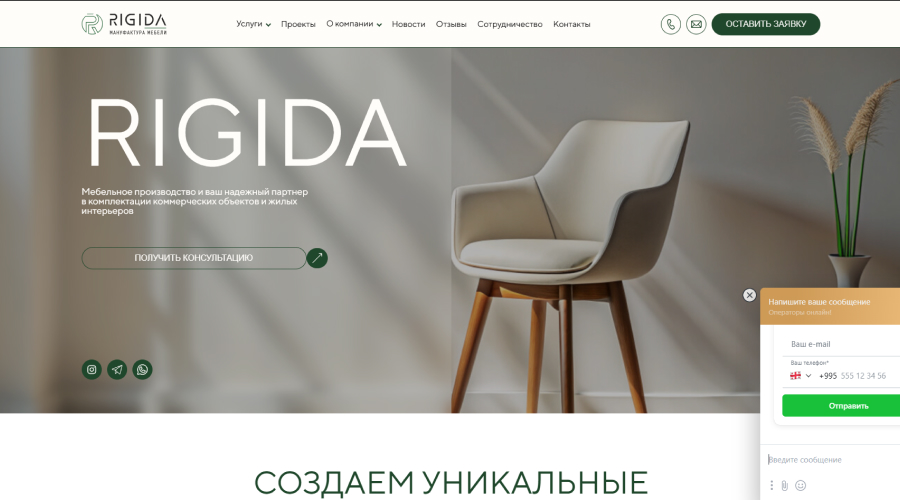 RIGIDA
МАНУФАКТУРА МЕБЕЛИ
Услуги
Проекты
О компании
Новости
Отзывы
Сотрудничество
Контакты
ОСТАВИТЬ ЗАЯВКУ
RIGIDA
Мебельное производство и ваш надежный партнер
в комплектации коммерческих объектов и жилых
интерьеров
ПОЛУЧИТЬ КОНСУЛЬТАЦИЮ
Напишите ваше сообщение
Операторы онлайн!
Ваш e-mail
Ваш телефон*
+995 555 12 34 56
Отправить
Введите сообщение
СОЗДАЕМ УНИКАЛЬНЫЕ